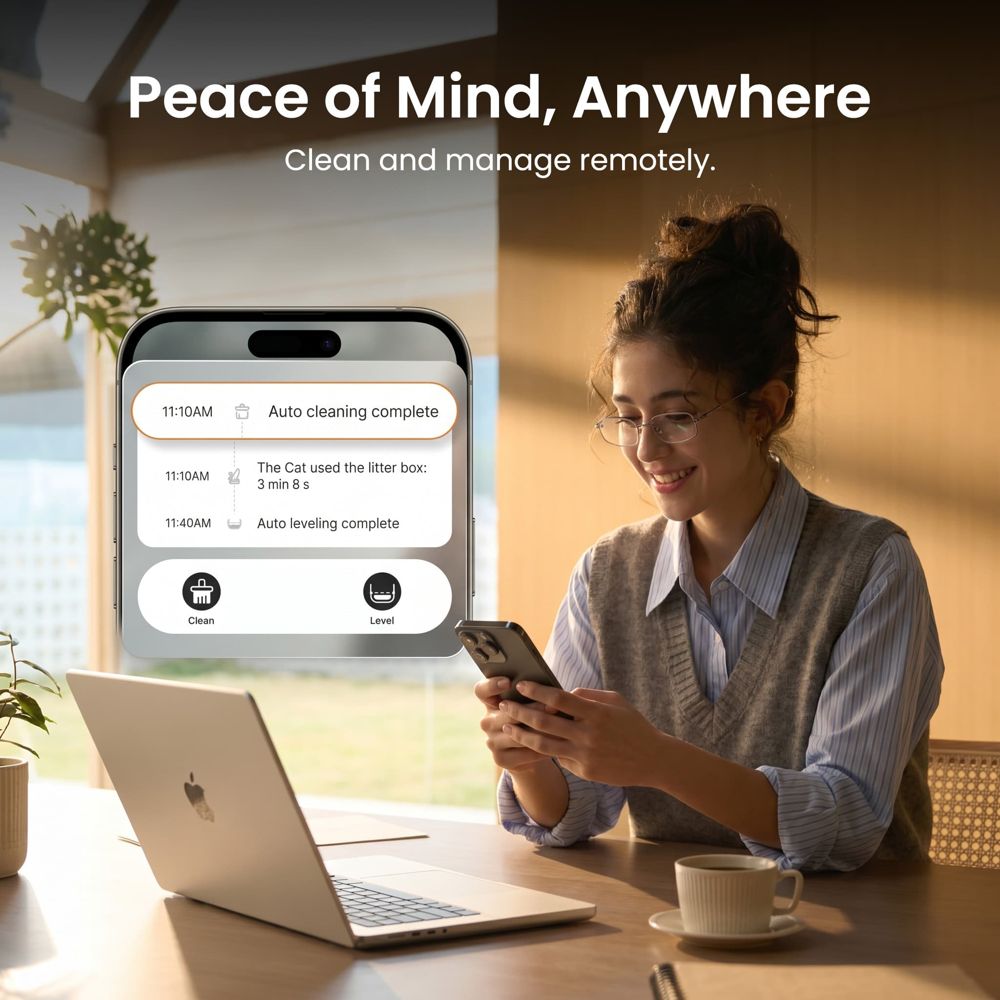 Peace of Mind, Anywhere
Clean and manage remotely.
11:10AM Auto cleaning complete
11:10AM The Cat used the litter box:
3 min 8 s
11:40AM Auto leveling complete
Clean Level